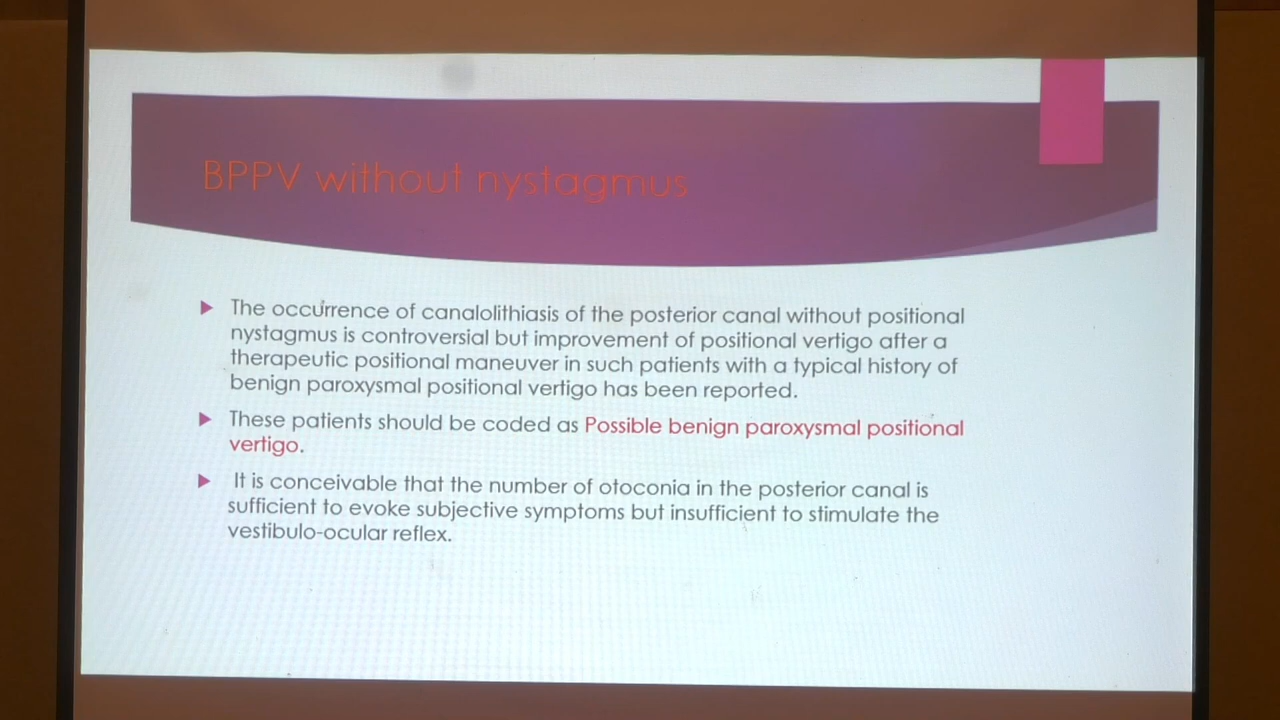 BPPV without nystagmus
The occurrence of canalolithiasis of the posterior canal without positional
nystagmus is controversial but improvement of positional vertigo after a
therapeutic positional maneuver in such patients with a typical history of
benign paroxysmal positional vertigo has been reported.
These patients should be coded as Possible benign paroxysmal positional
vertigo.
It is conceivable that the number of otoconia in the posterior canal is
sufficient to evoke subjective symptoms but insufficient to stimulate the
vestibulo-ocular reflex.